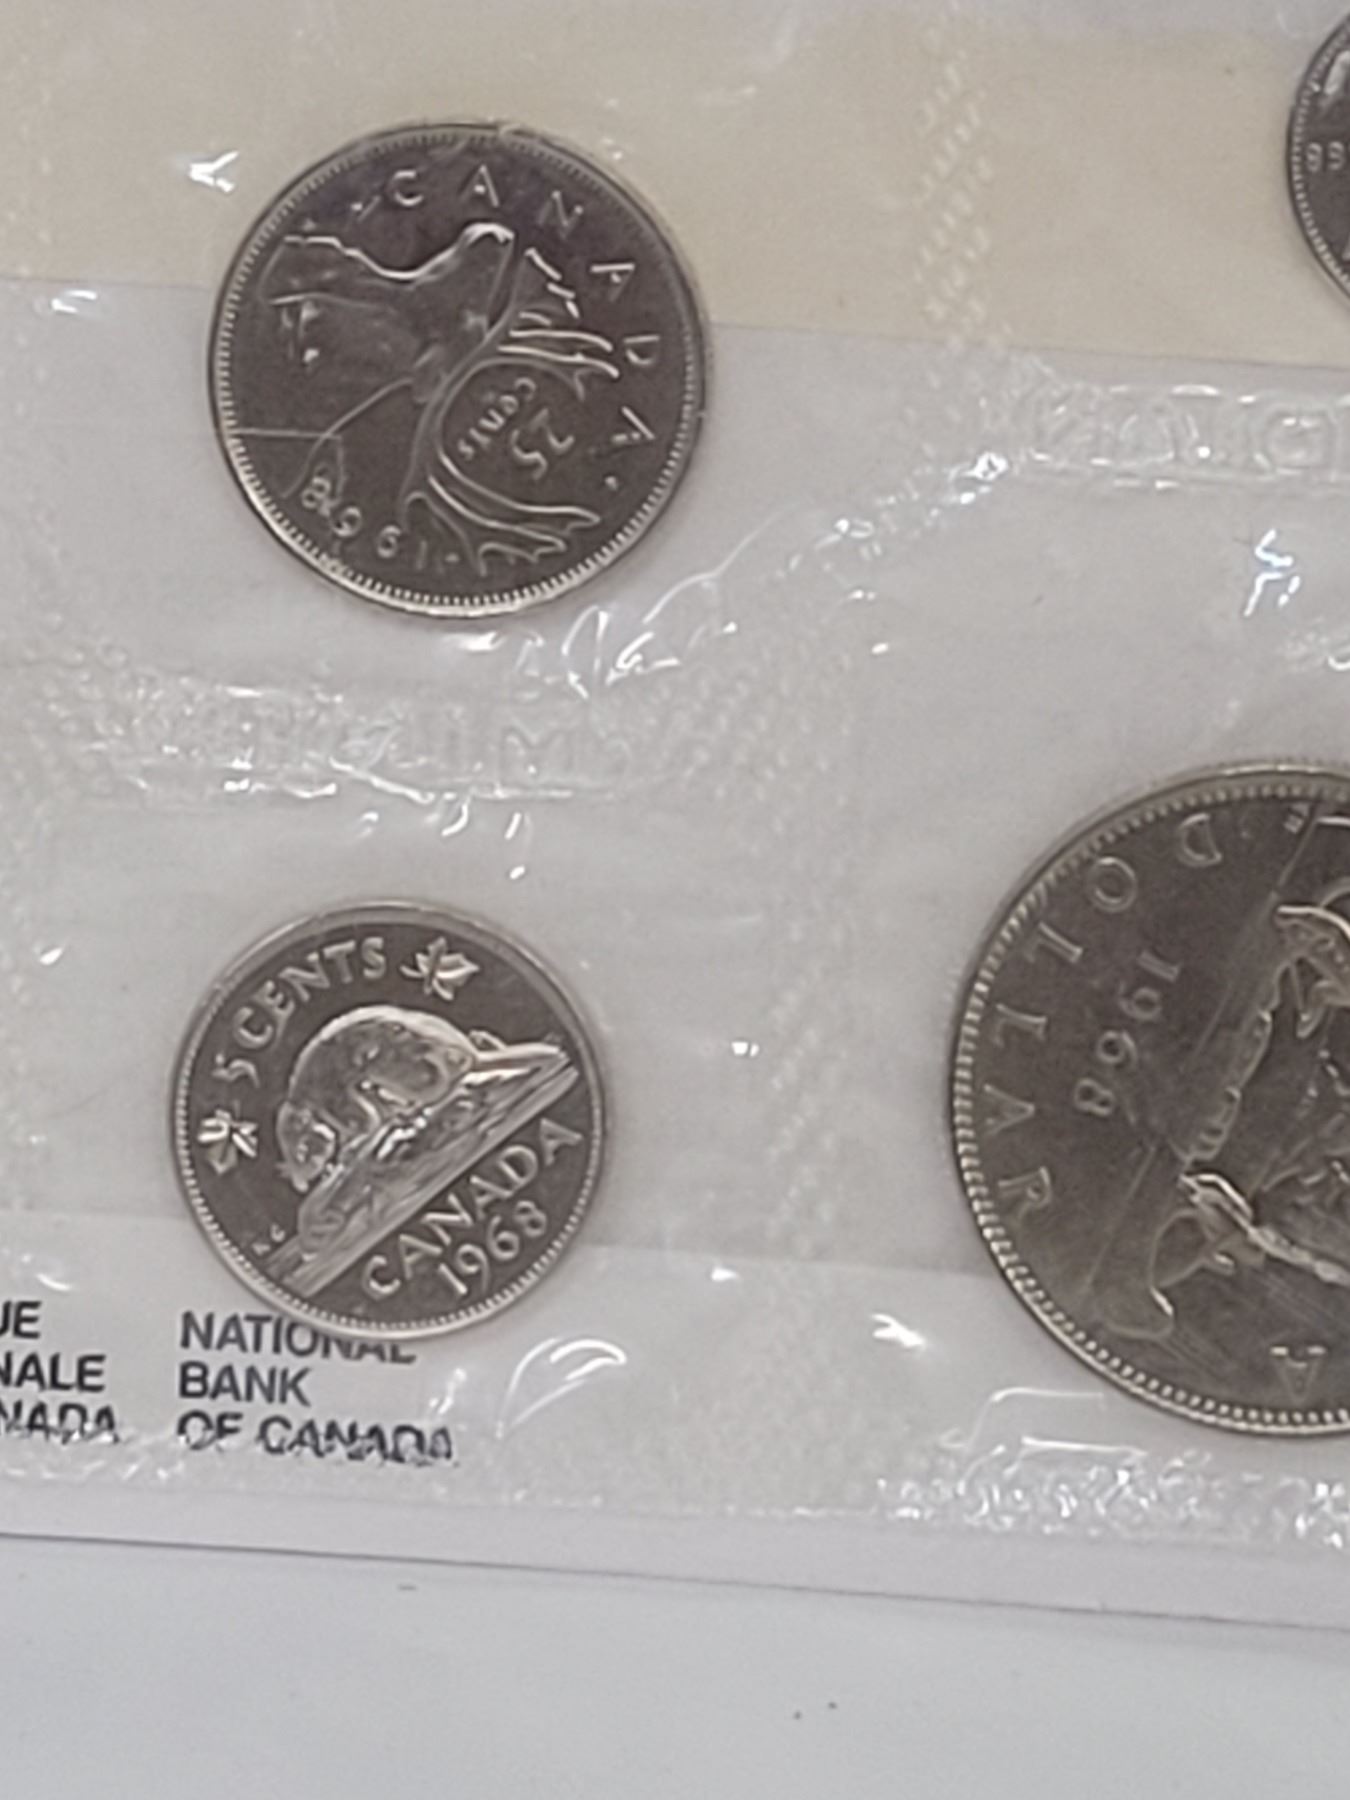 CANADA
25
cents
1968
5 CENTS
CANADA
1968
DOLLAR
1968
UE
NALE
NADA
NATIONAL
BANK
OF CANADA